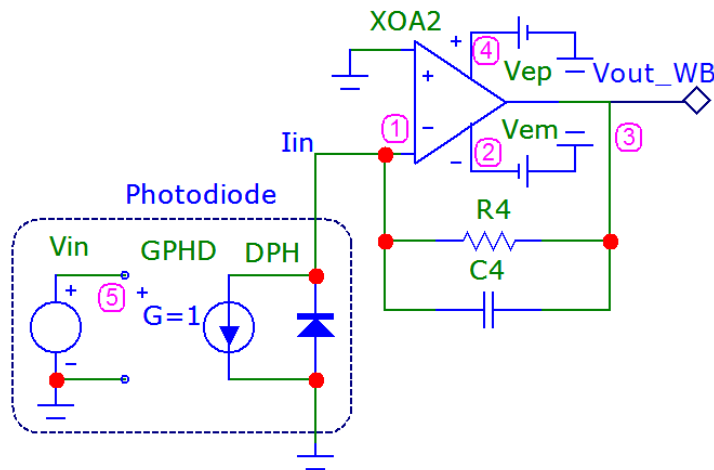 XOA2
+
4
Vep
Vout_WB
+
1
-
Vem
Iin
2
-
3
Photodiode
R4
Vin
GPHD
DPH
C4
+
5
+
G=1
-